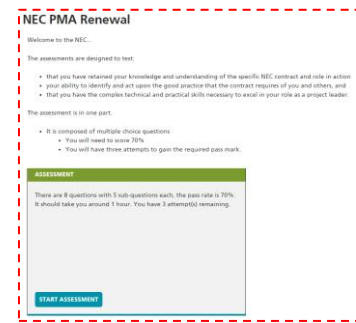 NEC PMA Renewal
Welcome to the NEC...
The assessments are designed to test:
• that you have retained your knowledge and understanding of the specific NEC contract and role in action
• your ability to identify and act upon the good practice that the contract requires of you and others, and
• that you have the complex technical and practical skills necessary to excel in your role as a project leader.
The assessment is in one part.
• It is composed of multiple choice questions
• You will need to score 70%
• You will have three attempts to gain the required pass mark.
ASSESSMENT
There are 8 questions with 5 sub-questions each, the pass rate is 70%.
It should take you around 1 hour. You have 3 attempt(s) remaining.
START ASSESSMENT